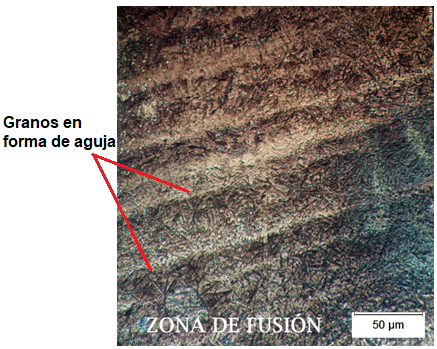 Granos en
forma de aguja
ZONA DE FUSIÓN
50 µm